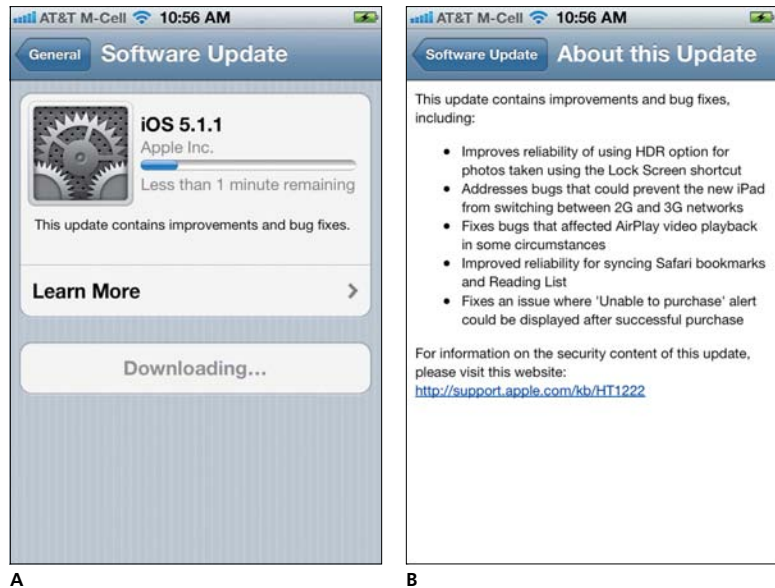 AT&T M-Cell 10:56 AM
General Software Update
iOS 5.1.1
Apple Inc.
Less than 1 minute remaining
This update contains improvements and bug fixes.
Learn More
Downloading...
A
AT&T M-Cell 10:56 AM
Software Update About this Update
This update contains improvements and bug fixes,
including:
• Improves reliability of using HDR option for
photos taken using the Lock Screen shortcut
• Addresses bugs that could prevent the new iPad
from switching between 2G and 3G networks
• Fixes bugs that affected AirPlay video playback
in some circumstances
• Improved reliability for syncing Safari bookmarks
and Reading List
• Fixes an issue where 'Unable to purchase' alert
could be displayed after successful purchase
For information on the security content of this update,
please visit this website:
http://support.apple.com/kb/HT1222
B